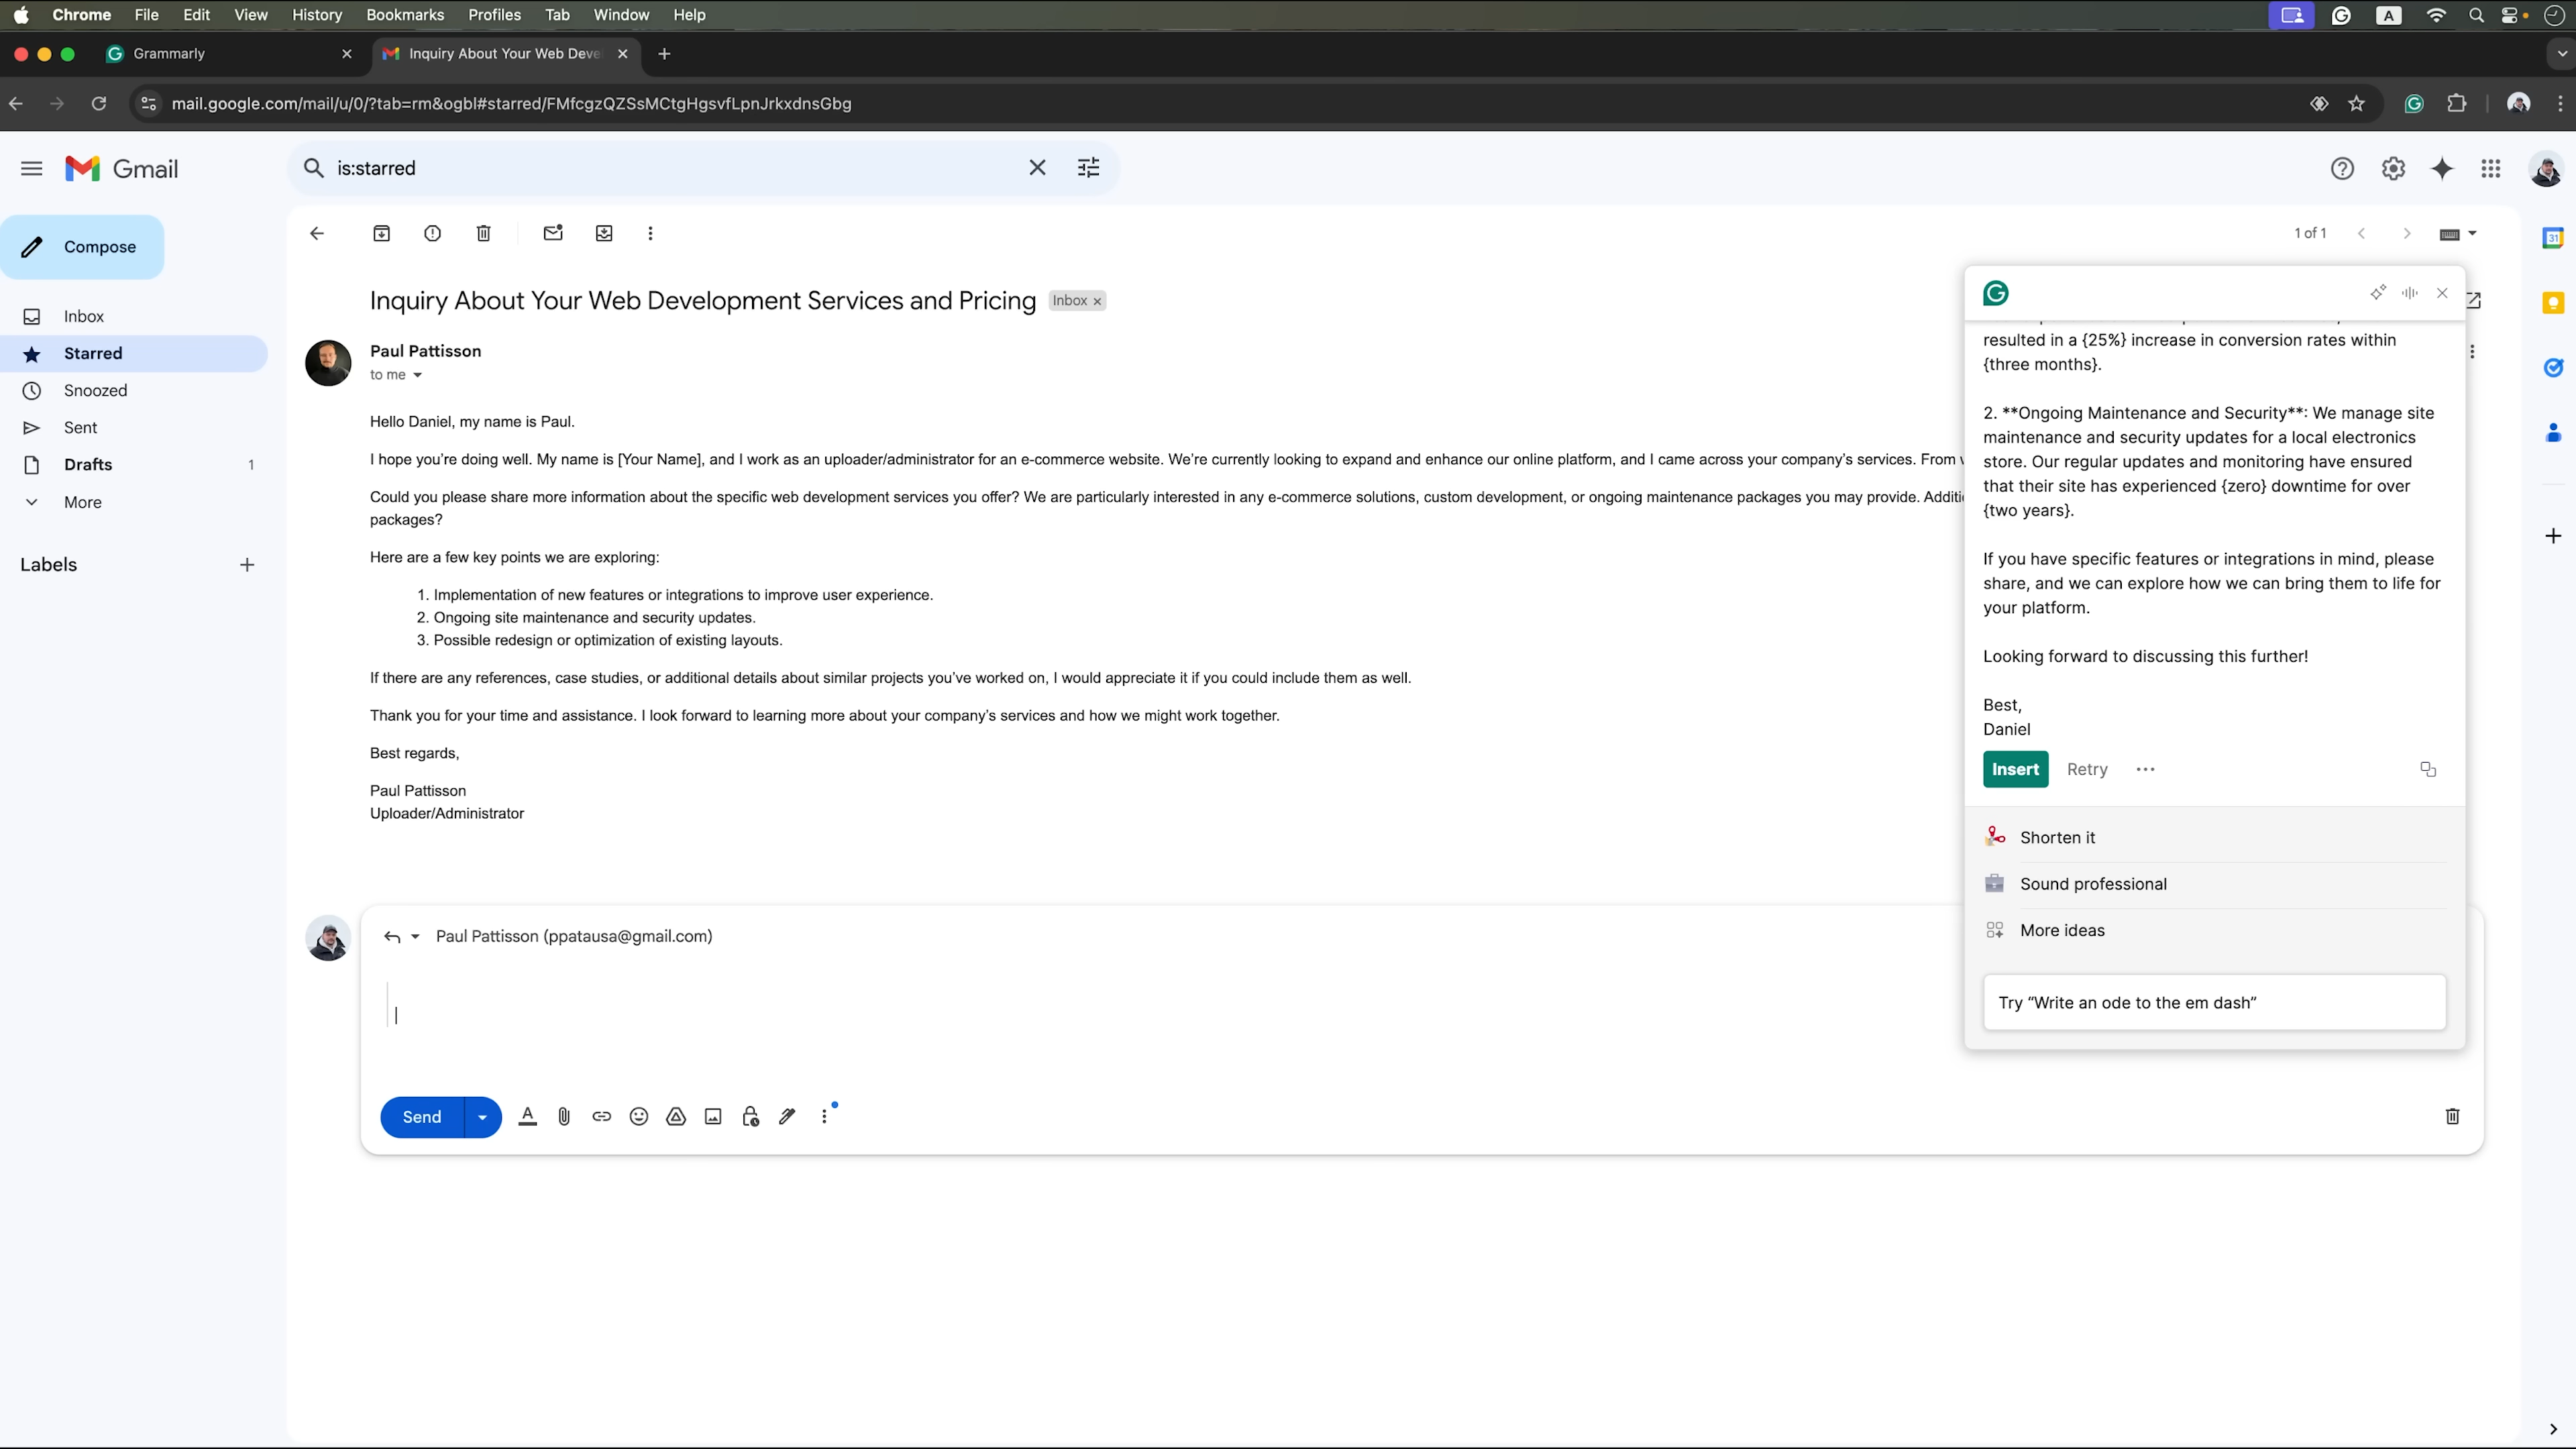 Chrome File Edit View History Bookmarks Profiles Tab Window Help
A
Grammarly
Inquiry About Your Web Deve
mail.google.com/mail/u/0/?tab=rm&ogbl#starred/FMfcgzQZSsMCtgHgsvfLpnJrkxdnsGbg
Gmail
is:starred
Compose
Inbox
Starred
Snoozed
Sent
Drafts 1
More
Labels
1 of 1
31
Inquiry About Your Web Development Services and Pricing Inbox x
Paul Pattisson
to me
Hello Daniel, my name is Paul.
I hope you're doing well. My name is [Your Name], and I work as an uploader/administrator for an e-commerce website. We're currently looking to expand and enhance our online platform, and I came across your company's services. From
Could you please share more information about the specific web development services you offer? We are particularly interested in any e-commerce solutions, custom development, or ongoing maintenance packages you may provide. Additi
packages?
Here are a few key points we are exploring:
1. Implementation of new features or integrations to improve user experience.
2. Ongoing site maintenance and security updates.
3. Possible redesign or optimization of existing layouts.
If there are any references, case studies, or additional details about similar projects you've worked on, I would appreciate it if you could include them as well.
Thank you for your time and assistance. I look forward to learning more about your company's services and how we might work together.
Best regards,
Paul Pattisson
Uploader/Administrator
Paul Pattisson (ppatausa@gmail.com)
Send
resulted in a {25%} increase in conversion rates within
{three months}.
2. **Ongoing Maintenance and Security**: We manage site
maintenance and security updates for a local electronics
store. Our regular updates and monitoring have ensured
that their site has experienced {zero} downtime for over
{two years}.
If you have specific features or integrations in mind, please
share, and we can explore how we can bring them to life for
your platform.
Looking forward to discussing this further!
Best,
Daniel
Insert Retry
Shorten it
Sound professional
More ideas
Try “Write an ode to the em dash”